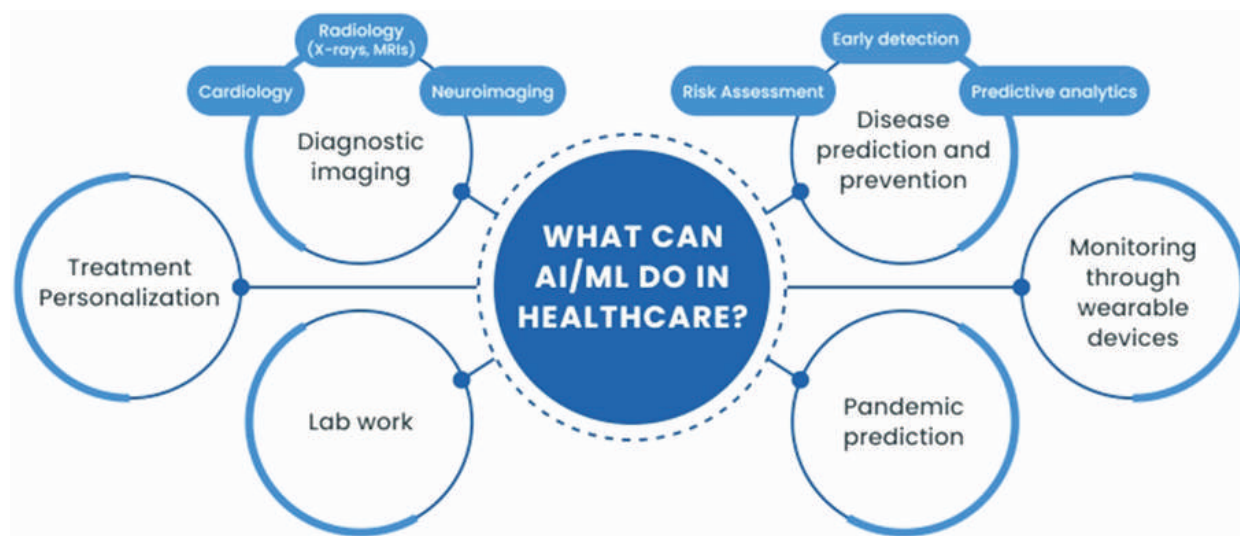 Radiology
(X-rays, MRIs)
Cardiology
Neuroimaging
Diagnostic
imaging
Early detection
Risk Assessment
Predictive analytics
Disease
prediction and
prevention
WHAT CAN
AI/ML DO IN
HEALTHCARE?
Treatment
Personalization
Monitoring
through
wearable
devices
Lab work
Pandemic
prediction